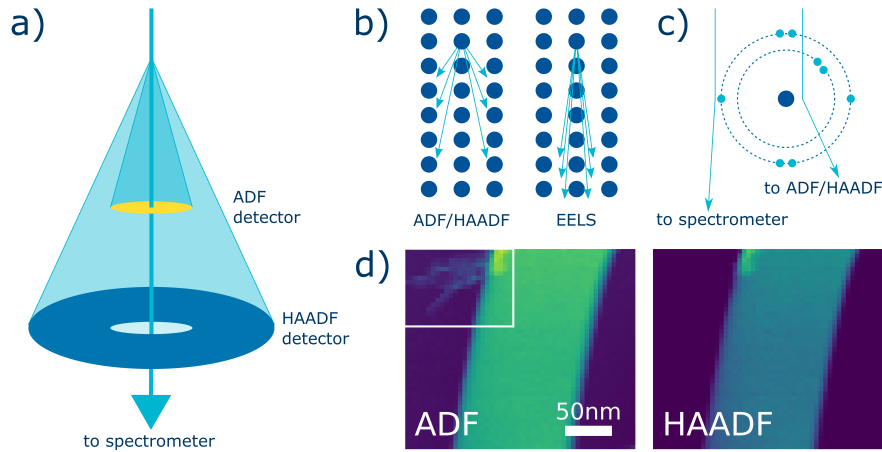 a)
ADF
detector
HAADF
detector
to spectrometer
b)
ADF/HAADF
EELS
c)
to ADF/HAADF
to spectrometer
d)
ADF
50nm
HAADF